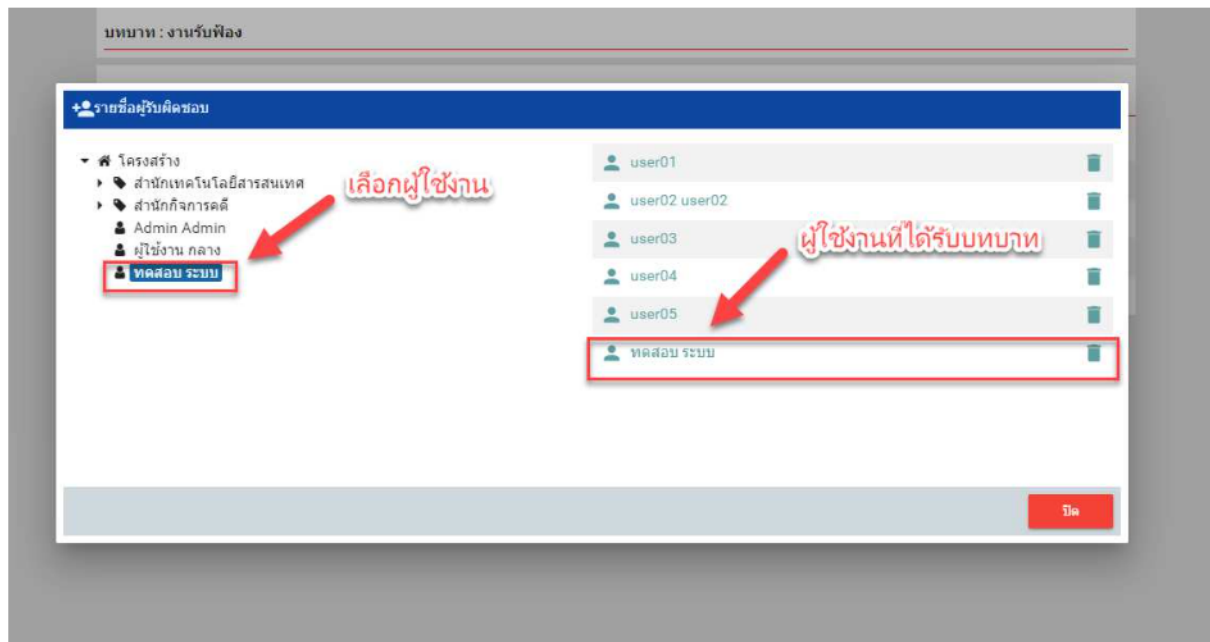 บทบาท : งานรับฟ้อง
รายชื่อผู้รับผิดชอบ
โครงสร้าง
สำนักเทคโนโลยีสารสนเทศ
สำนักกิจการคดี
Admin Admin
ผู้ใช้งาน กลาง
ทดสอบ ระบบ
เลือกผู้ใช้งาน
user01
user02 user02
user03
ผู้ใช้งานที่ได้รับบทบาท
user04
user05
ทดสอบ ระบบ
ปิด